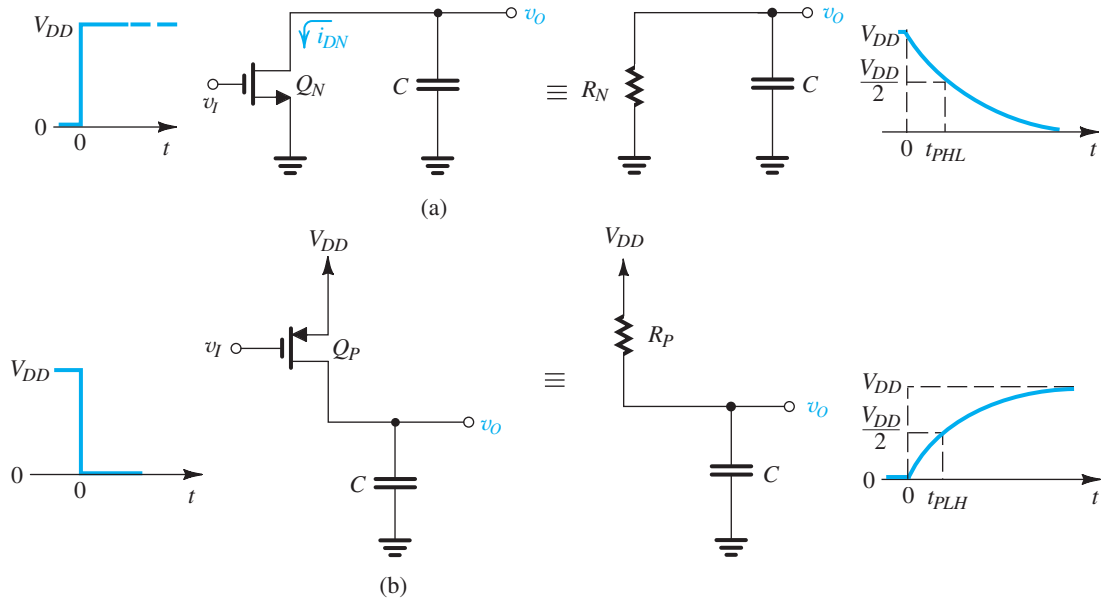 V_DD
0
0
t
v_I
i_DN
Q_N
C
v_O
≡
R_N
C
v_O
V_DD
V_DD/2
0
t_PHL
t
(a)
V_DD
0
0
t
V_DD
v_I
Q_P
v_O
C
≡
V_DD
R_P
v_O
C
V_DD
V_DD/2
0
0
t_PLH
t
(b)